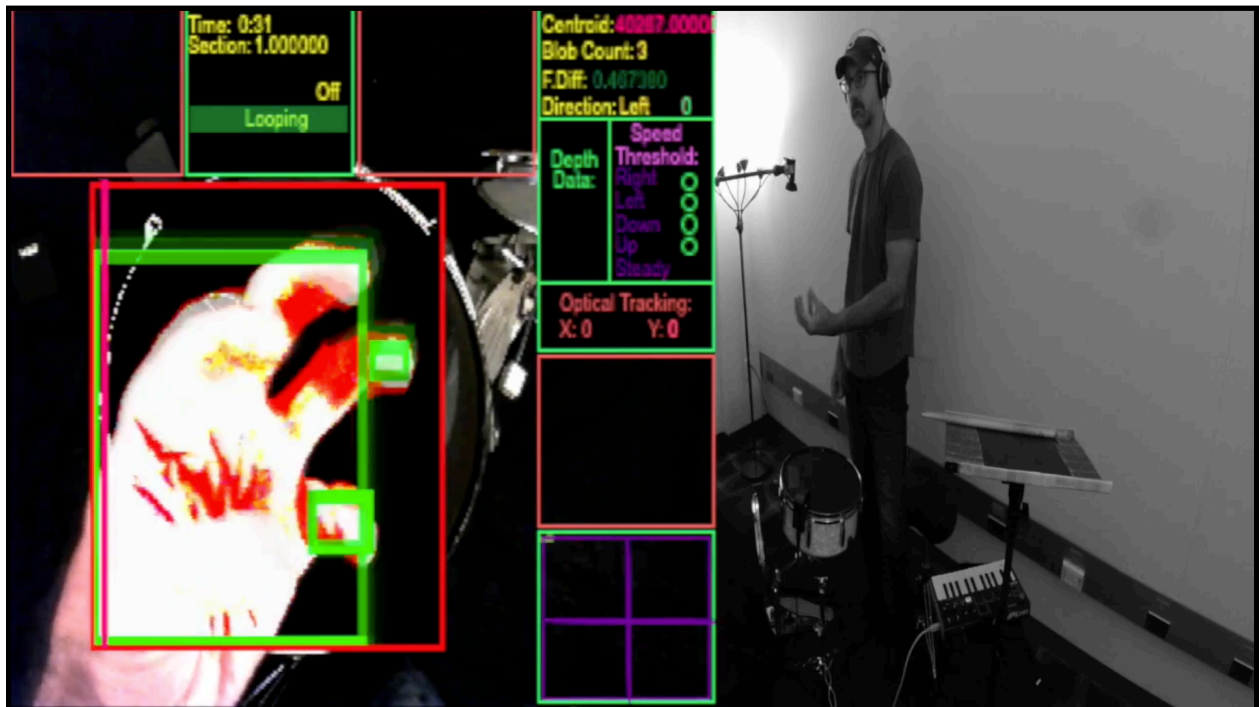 Time: 0:31
Section: 1.000000
Off
Looping
Centroid:40287.0000
Blob Count: 3
F.Diff: 0.467380
Direction: Left 0
Depth
Data:
Speed
Threshold:
Right
Left
Down
Up
Steady
Optical Tracking:
X: 0 Y: 0